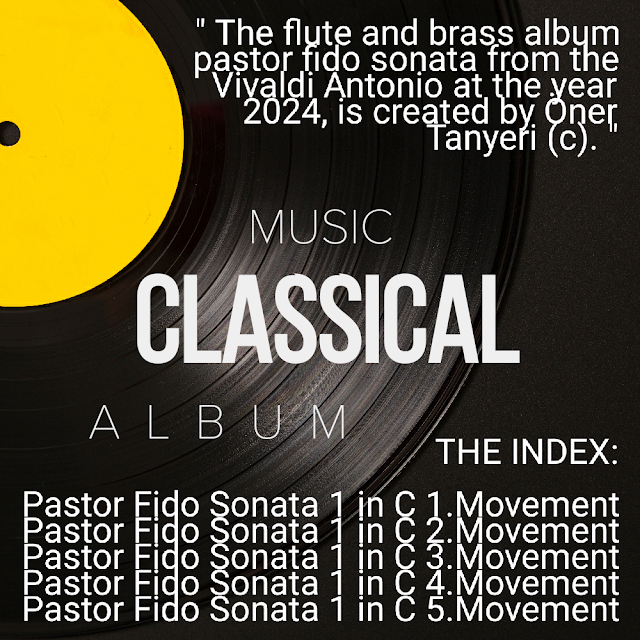 " The flute and brass album
pastor fido sonata from the
Vivaldi Antonio at the year
2024, is created by Öner
Tanyeri (c). "
MUSIC
CLASSICAL
ALBUM
THE INDEX:
Pastor Fido Sonata 1 in C 1.Movement
Pastor Fido Sonata 1 in C 2.Movement
Pastor Fido Sonata 1 in C 3.Movement
Pastor Fido Sonata 1 in C 4.Movement
Pastor Fido Sonata 1 in C 5.Movement